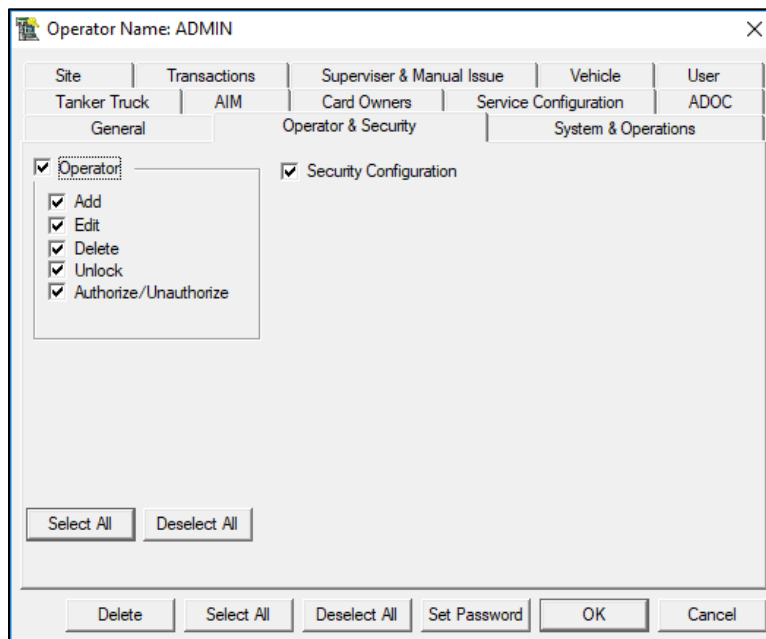 Operator Name: ADMIN
Site Transactions Superviser & Manual Issue Vehicle User
Tanker Truck AIM Card Owners Service Configuration ADOC
General Operator & Security System & Operations
Operator Security Configuration
Add
Edit
Delete
Unlock
Authorize/Unauthorize
Select All Deselect All
Delete Select All Deselect All Set Password OK Cancel